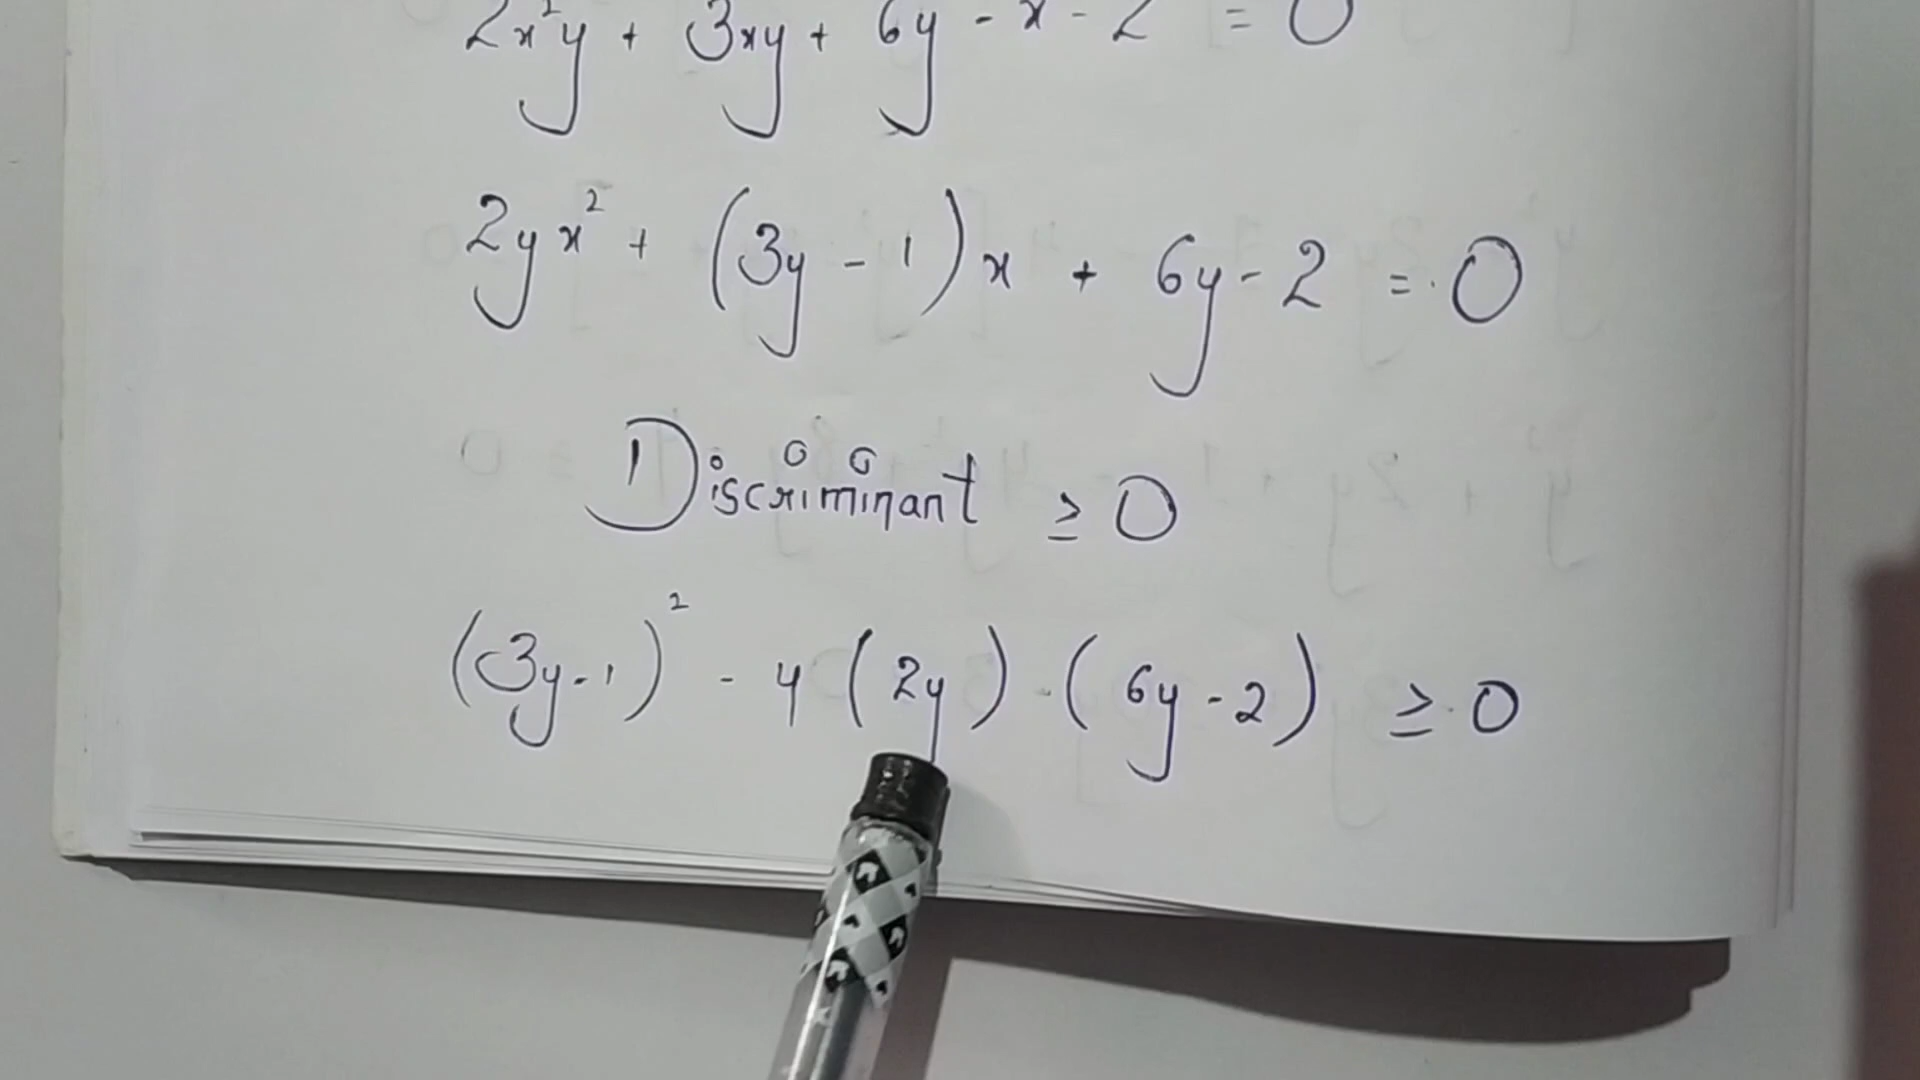 2x²y + 3xy + 6y - x - 2 = 0
2yx² + (3y - 1)x + 6y - 2 = 0
Discriminant ≥ 0
(3y-1)² - 4(2y)·(6y-2) ≥ 0